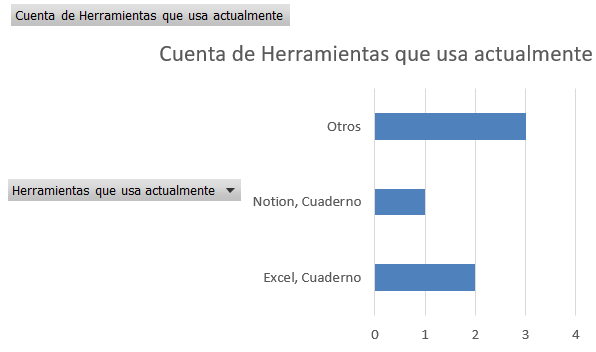 Cuenta de Herramientas que usa actualmente
Cuenta de Herramientas que usa actualmente
Otros
Herramientas que usa actualmente
Notion, Cuaderno
Excel, Cuaderno
0 1 2 3 4